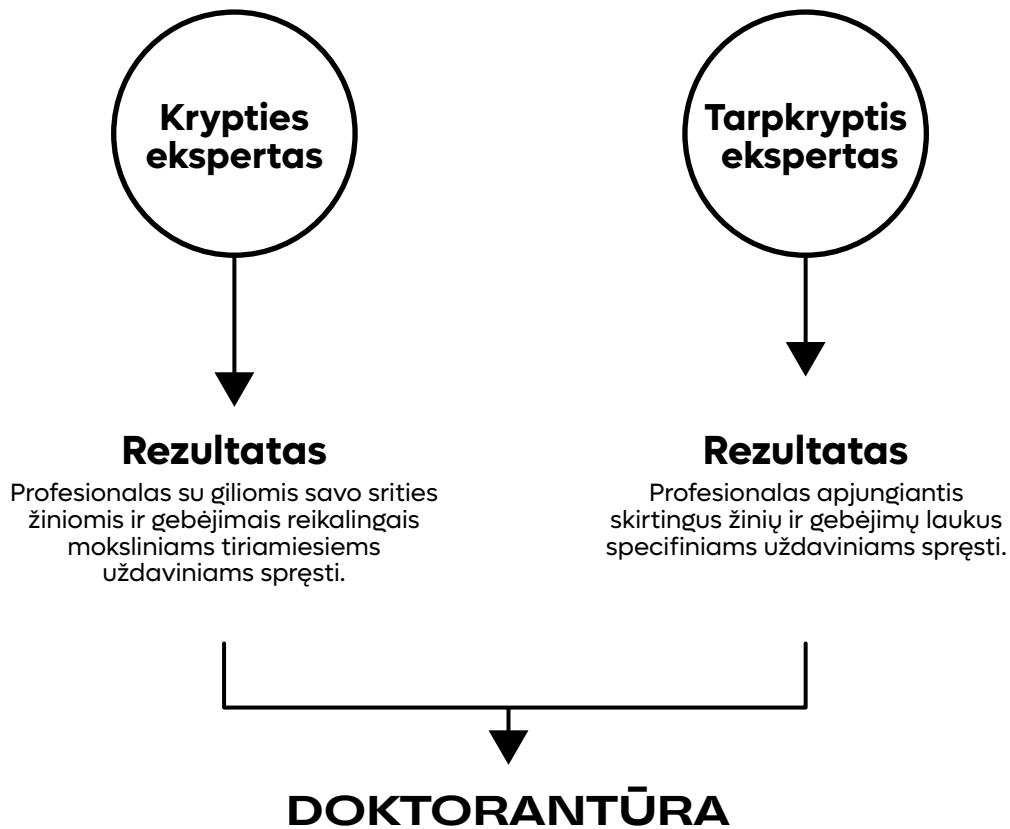 Krypties
ekspertas
Tarpkryptis
ekspertas
Rezultatas
Profesionalas su giliomis savo srities
žiniomis ir gebėjimais reikalingais
moksliniams tiriamiesiems
uždaviniams spręsti.
Rezultatas
Profesionalas apjungiantis
skirtingus žinių ir gebėjimų laukus
specifiniams uždaviniams spręsti.
DOKTORANTŪRA